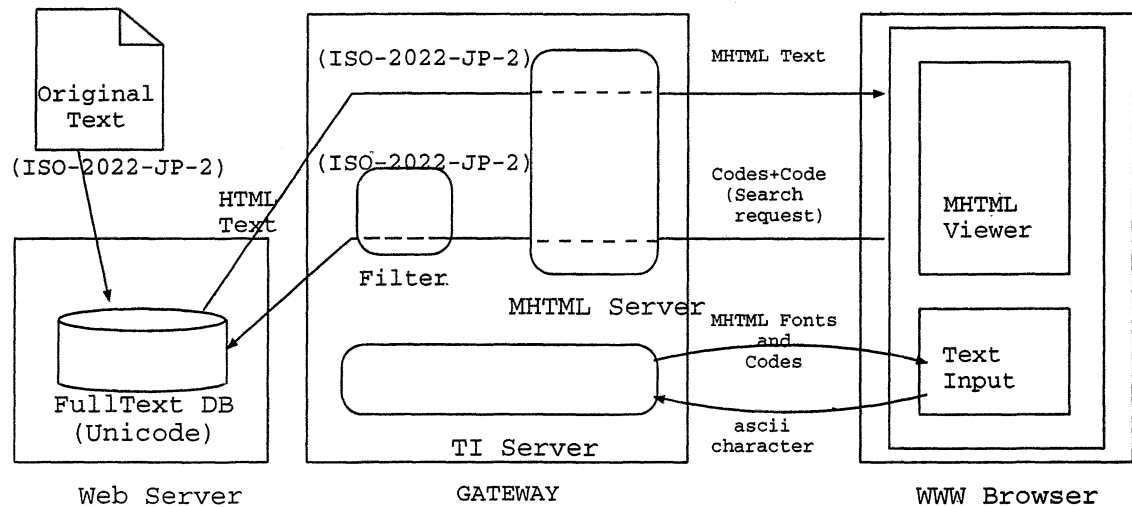 Original
Text
(ISO-2022-JP-2)
HTML
Text
FullText DB
(Unicode)
Web Server
(ISO-2022-JP-2)
(ISO-2022-JP-2)
Filter
MHTML Server
TI Server
GATEWAY
MHTML Text
Codes+Code
(Search
request)
MHTML Fonts
and
Codes
ascii
character
MHTML
Viewer
Text
Input
WWW Browser